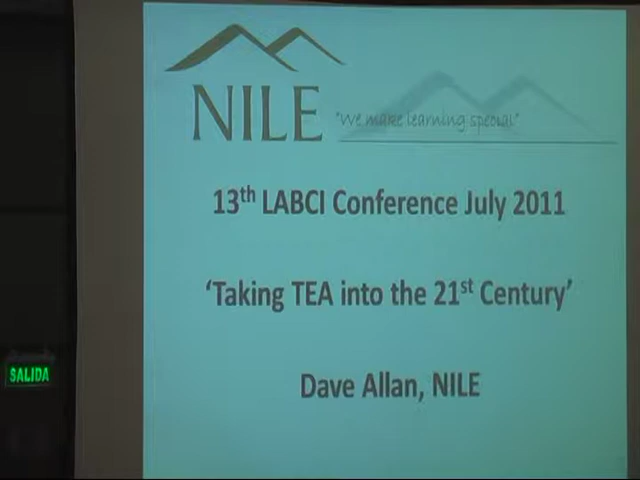 NILE
"We make learning special"
13th LABCI Conference July 2011
'Taking TEA into the 21st Century'
Dave Allan, NILE
SALIDA